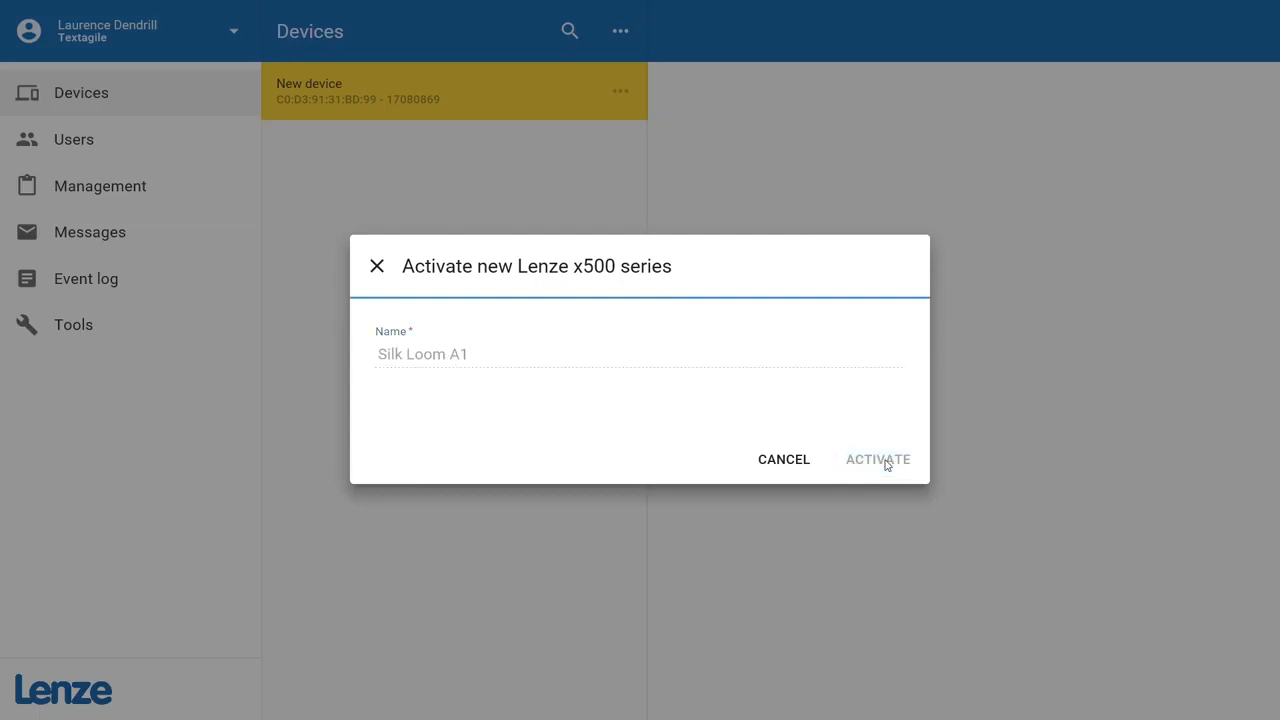 Laurence Dendrill
Textagile
Devices
New device
C0:D3:91:31:BD:99 - 17080869
Devices
Users
Management
Messages
Event log
Tools
Activate new Lenze x500 series
Name *
Silk Loom A1
CANCEL
ACTIVATE
Lenze